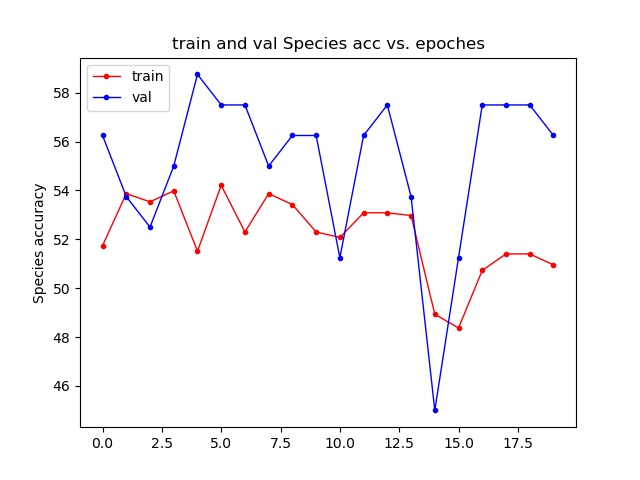 train and val Species acc vs. epoches
train
val
Species accuracy
58
56
54
52
50
48
46
0.0 2.5 5.0 7.5 10.0 12.5 15.0 17.5